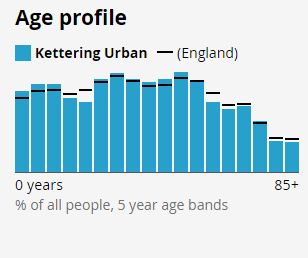 Age profile
Kettering Urban — (England)
0 years 85+
% of all people, 5 year age bands